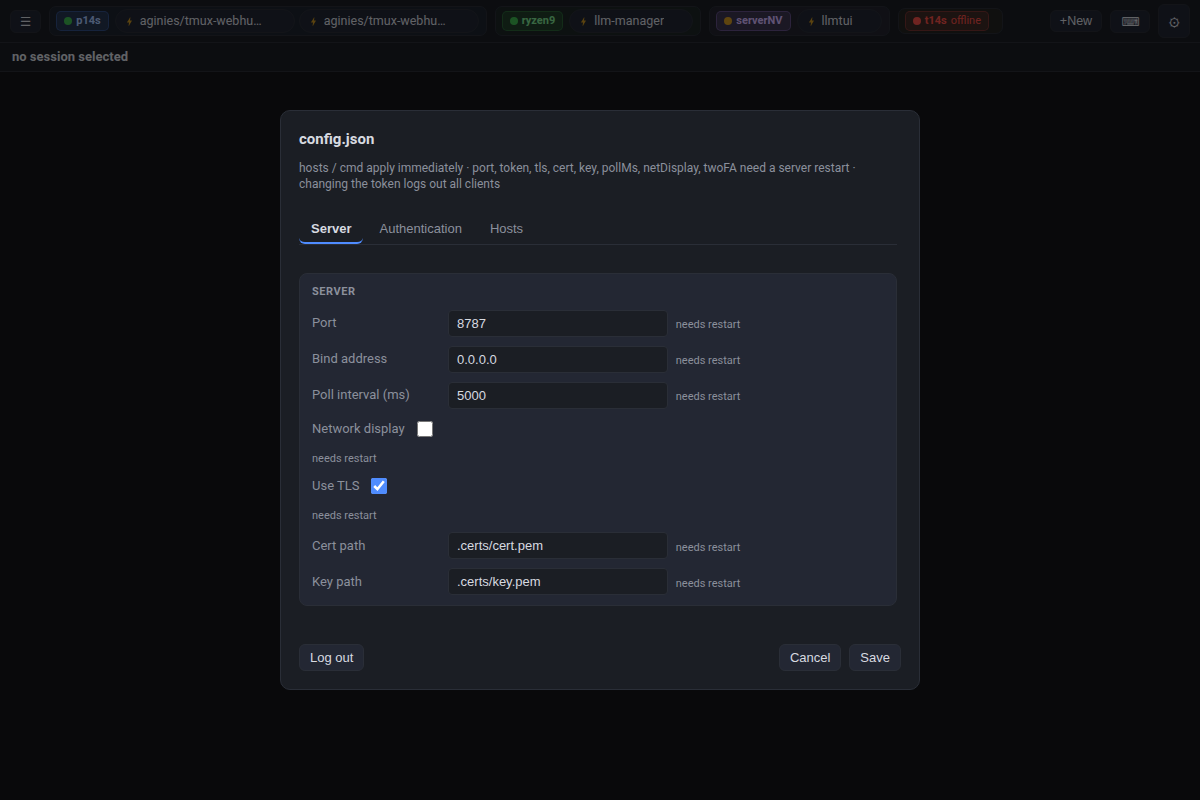 ☰ p14s aginies/tmux-webhu... aginies/tmux-webhu... ryzen9 llm-manager serverNV llmtui t14s offline +New
no session selected
config.json
hosts / cmd apply immediately · port, token, tls, cert, key, pollMs, netDisplay, twoFA need a server restart ·
changing the token logs out all clients
Server Authentication Hosts
SERVER
Port 8787 needs restart
Bind address 0.0.0.0 needs restart
Poll interval (ms) 5000 needs restart
Network display
needs restart
Use TLS
needs restart
Cert path .certs/cert.pem needs restart
Key path .certs/key.pem needs restart
Log out Cancel Save